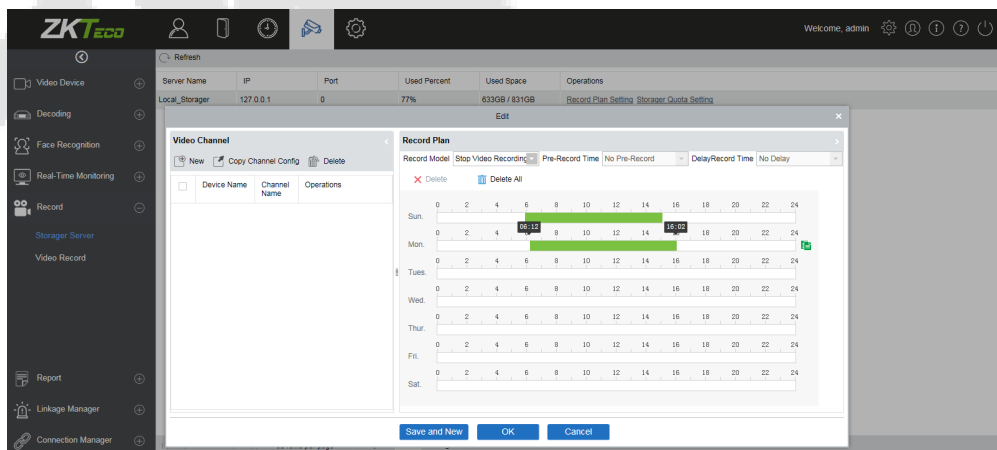 ZKTeco
Welcome, admin
Refresh
Video Device
Decoding
Face Recognition
Real-Time Monitoring
Record
Storager Server
Video Record
Report
Linkage Manager
Connection Manager
Server Name IP Port Used Percent Used Space Operations
Local_Storager 127.0.0.1 0 77% 633GB / 831GB Record Plan Setting Storager Quota Setting
Edit
Video Channel
New Copy Channel Config Delete
Device Name Channel Name Operations
Record Plan
Record Model Stop Video Recording Pre-Record Time No Pre-Record DelayRecord Time No Delay
Delete Delete All
0 2 4 6 8 10 12 14 16 18 20 22 24
Sun.
06:12 16:02
0 2 4 8 10 12 14 18 20 22 24
Mon.
0 2 4 6 8 10 12 14 16 18 20 22 24
Tues.
0 2 4 6 8 10 12 14 16 18 20 22 24
Wed.
0 2 4 6 8 10 12 14 16 18 20 22 24
Thur.
0 2 4 6 8 10 12 14 16 18 20 22 24
Fri.
0 2 4 6 8 10 12 14 16 18 20 22 24
Sat.
Save and New OK Cancel